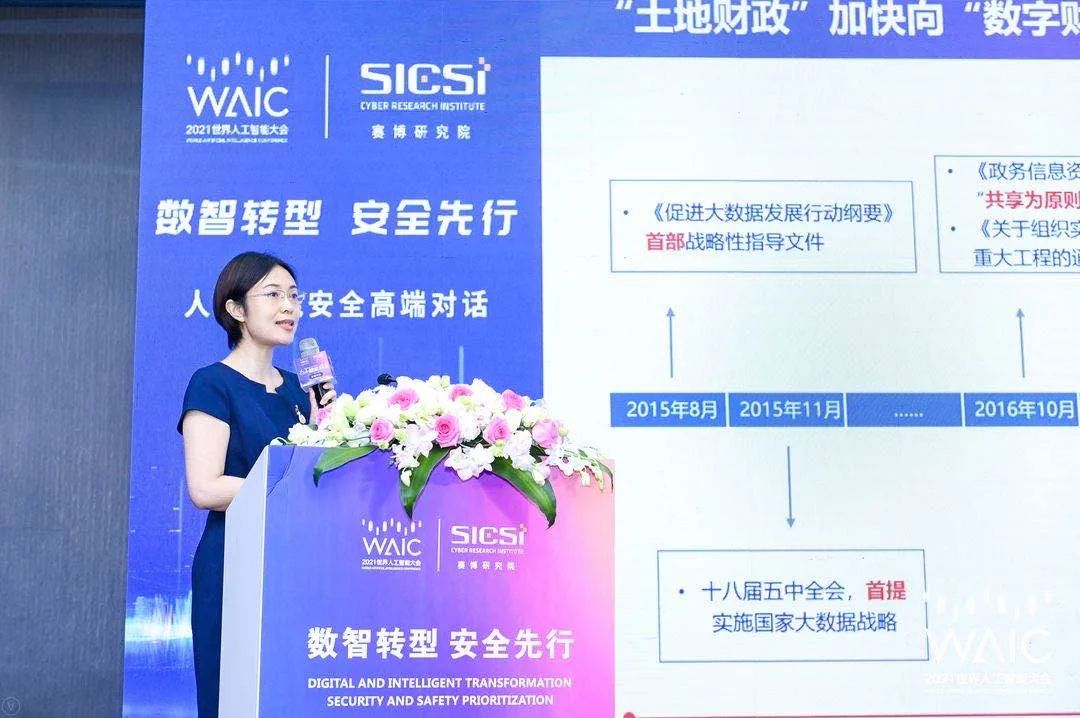 “土地财政”加快向“数字财
WAIC
2021世界人工智能大会
WORLD ARTIFICIAL INTELLIGENCE CONFERENCE
SICSI
CYBER RESEARCH INSTITUTE
赛博研究院
数智转型 安全先行
人
安全高端对话
《政务信息资
“共享为原则
《关于组织实
重大工程的通
• 《促进大数据发展行动纲要》
首部战略性指导文件
2015年8月
2015年11月
......
2016年10月
• 十八届五中全会，首提
实施国家大数据战略
WAIC
2021世界人工智能大会
SICSI
CYBER RESEARCH INSTITUTE
赛博研究院
数智转型 安全先行
DIGITAL AND INTELLIGENT TRANSFORMATION
SECURITY AND SAFETY PRIORITIZATION
WAIC
2021世界人工智能大会